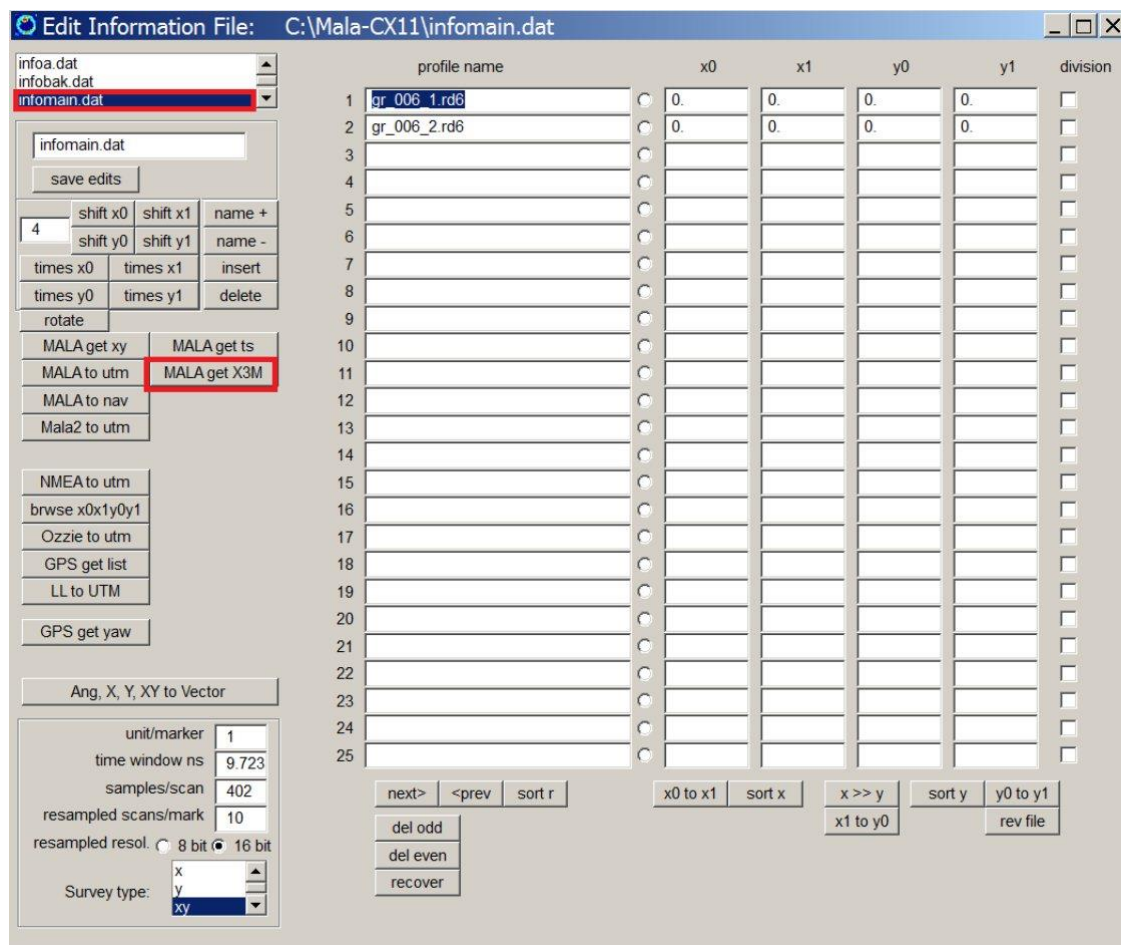 Edit Information File: C:\Mala-CX11\infomain.dat
infoa.dat
infobak.dat
infomain.dat
infomain.dat
save edits
4 shift x0 shift x1 name +
shift y0 shift y1 name -
times x0 times x1 insert
times y0 times y1 delete
rotate
MALA get xy MALA get ts
MALA to utm MALA get X3M
MALA to nav
Mala2 to utm
NMEA to utm
brwse x0x1y0y1
Ozzie to utm
GPS get list
LL to UTM
GPS get yaw
Ang, X, Y, XY to Vector
unit/marker 1
time window ns 9.723
samples/scan 402
resampled scans/mark 10
resampled resol. 8 bit 16 bit
Survey type: x
y
xy
profile name x0 x1 y0 y1 division
1 gr_006_1.rd6 0. 0. 0. 0.
2 gr_006_2.rd6 0. 0. 0. 0.
3
4
5
6
7
8
9
10
11
12
13
14
15
16
17
18
19
20
21
22
23
24
25
next> <prev sort r x0 to x1 sort x x >> y sort y y0 to y1
del odd x1 to y0 rev file
del even
recover